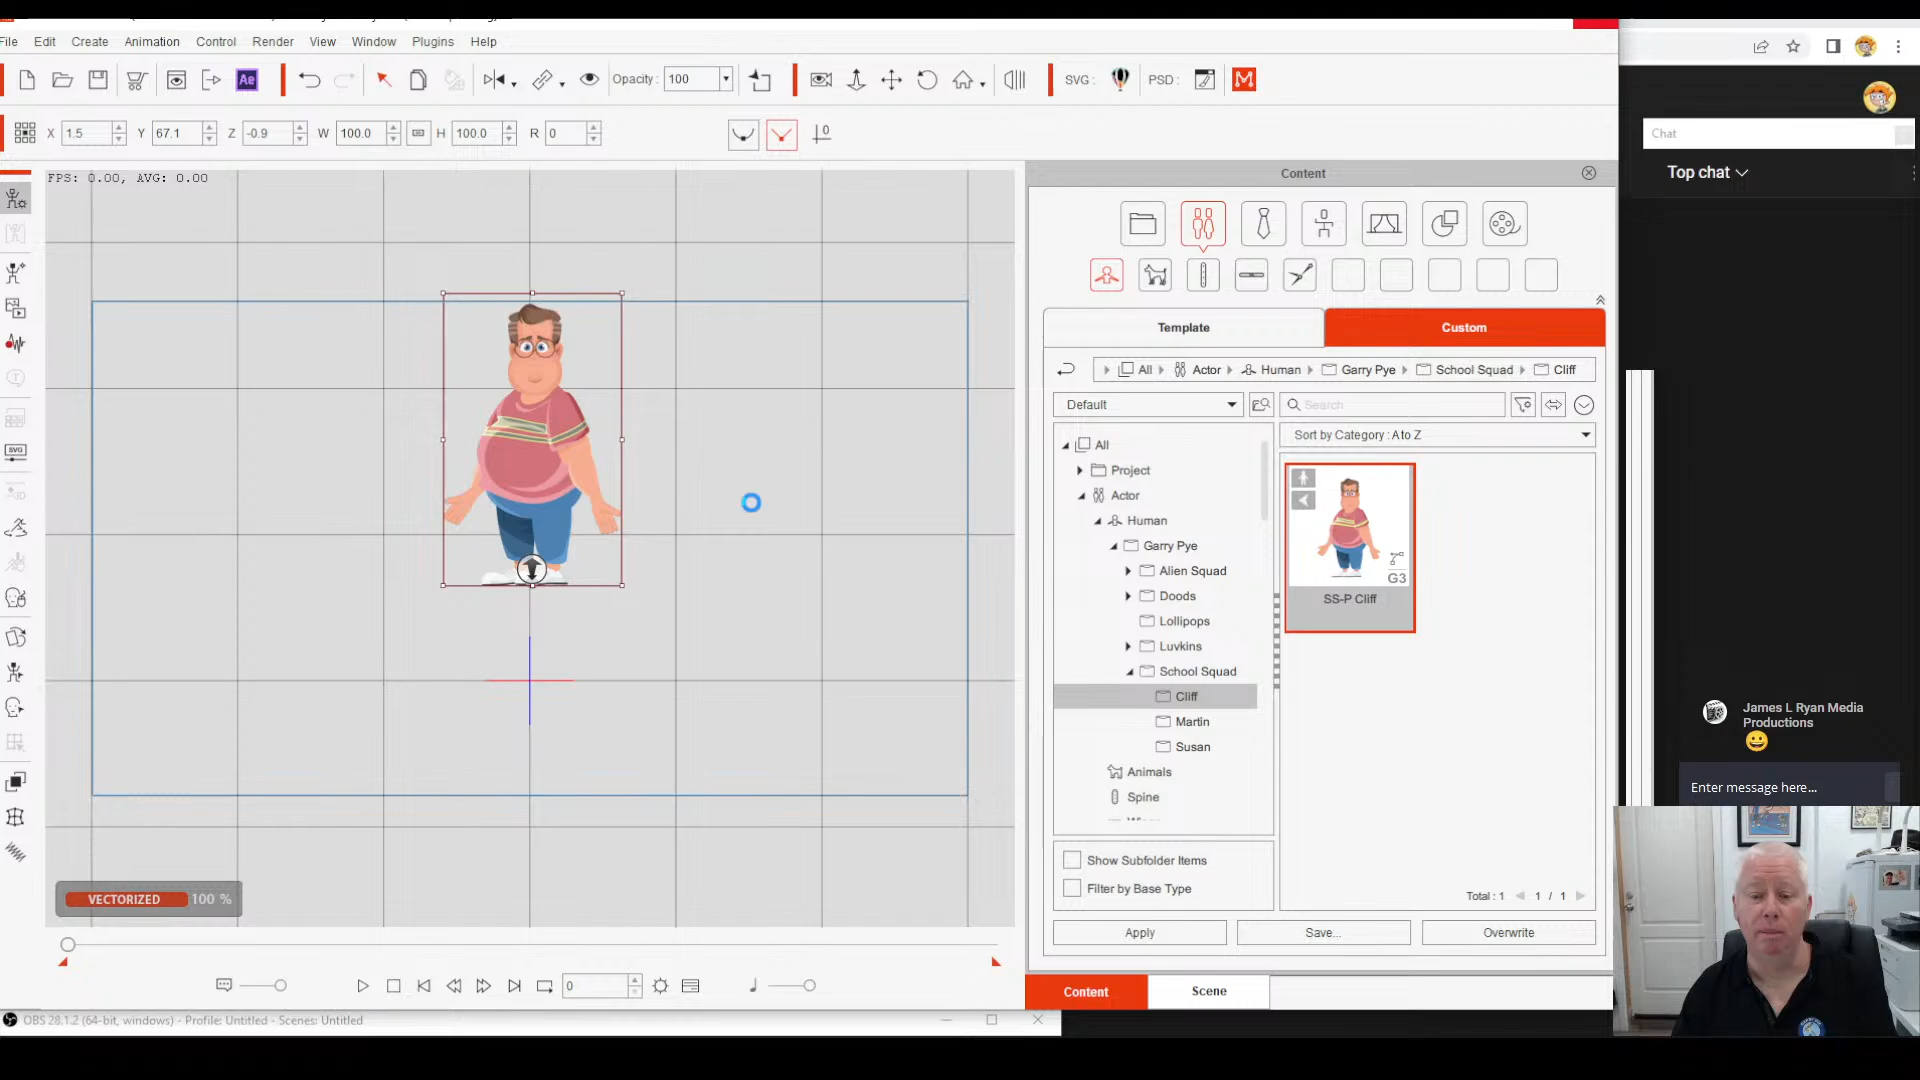 File Edit Create Animation Control Render View Window Plugins Help
Ae Opacity : 100 SVG : PSD :
X 1.5 Y 67.1 Z -0.9 W 100.0 H 100.0 R 0
FPS: 0.00, AVG: 0.00
SVG
3D
VECTORIZED 100 %
0
OBS 28.1.2 (64-bit, windows) - Profile: Untitled - Scenes: Untitled
Content
Template Custom
All Actor Human Garry Pye School Squad Cliff
Default Search
Sort by Category : A to Z
All
Project
Actor
Human
Garry Pye
Alien Squad
Doods
Lollipops
Luvkins
School Squad
Cliff
Martin
Susan
Animals
Spine
G3
SS-P Cliff
Show Subfolder Items
Filter by Base Type
Total : 1 1 / 1
Apply Save... Overwrite
Content Scene
Chat
Top chat
James L Ryan Media
Productions
Enter message here...